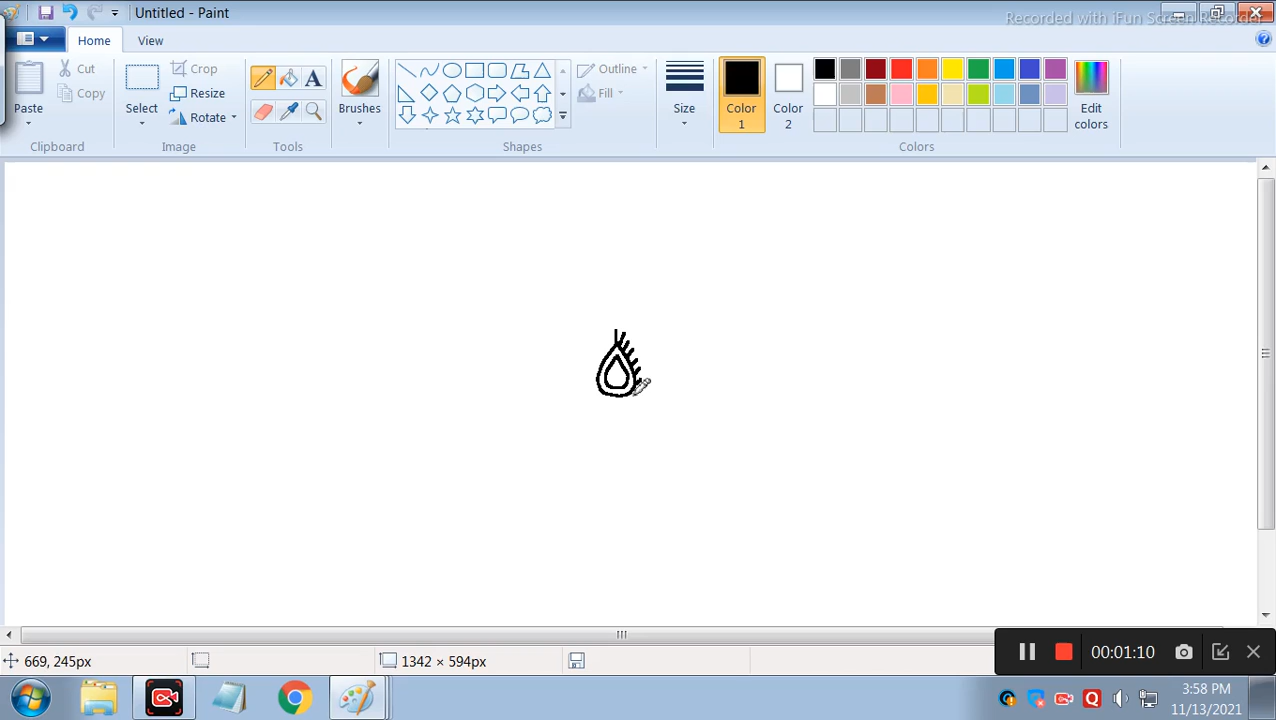 Untitled - Paint
Recorded with iFun Screen Recorder
Home
View
Paste
Cut
Copy
Clipboard
Select
Crop
Resize
Rotate
Image
A
Tools
Brushes
Outline
Fill
Shapes
Size
Color 1
Color 2
Edit colors
Colors
669, 245px
1342 × 594px
00:01:10
3:58 PM
11/13/2021